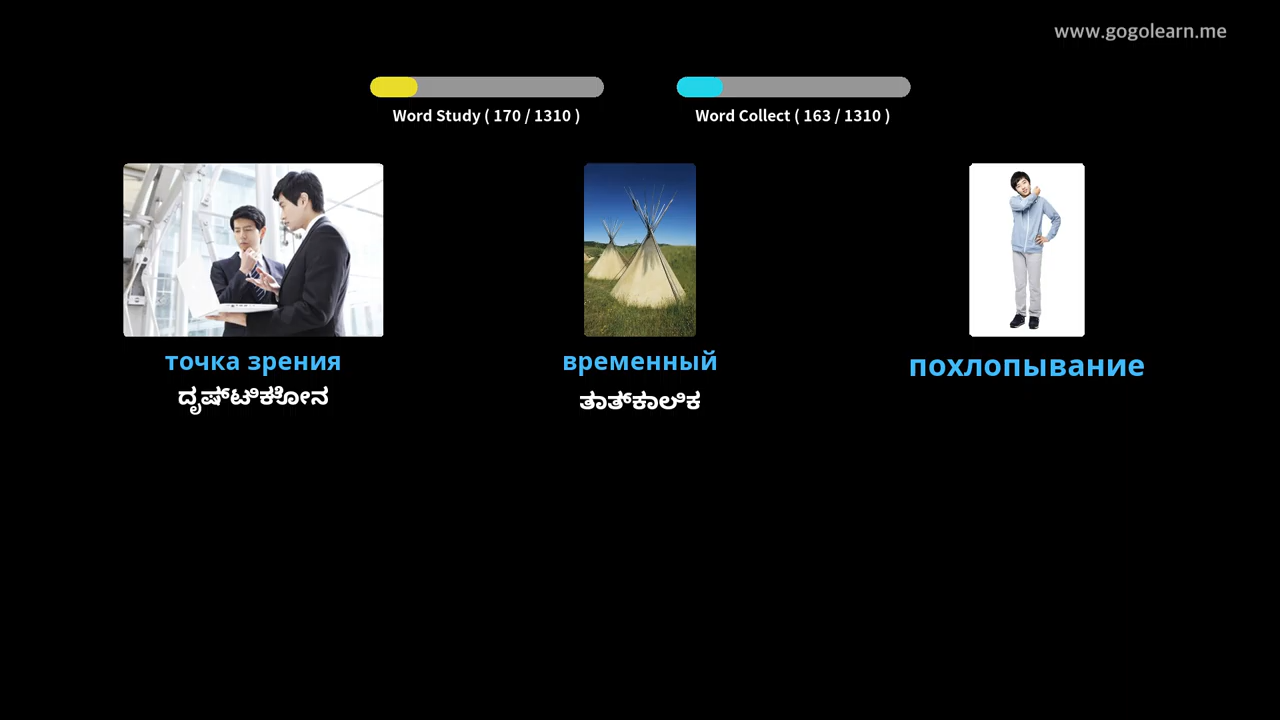 www.gogolearn.me
Word Study ( 170 / 1310 )
Word Collect ( 163 / 1310 )
точка зрения
ದೃಷ್ಟಿಕೋನ
временный
ತಾತ್ಕಾಲಿಕ
похлопывание